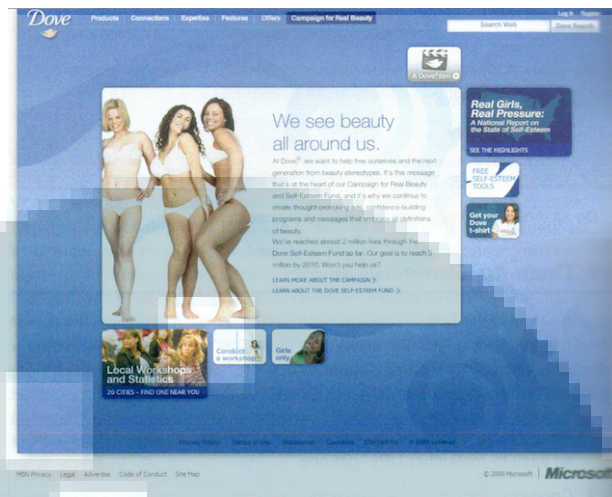 Dove
Products Connections Expertise Features Offers Campaign for Real Beauty
Log In Register
Search Web Dove Search
A Dove film
We see beauty
all around us.
At Dove,® we want to help free ourselves and the next
generation from beauty stereotypes. It's this message
that's at the heart of our Campaign for Real Beauty
and Self-Esteem Fund, and it's why we continue to
create thought-provoking ads, confidence-building
programs and messages that embrace all definitions
of beauty.
We've reached almost 2 million lives through the
Dove Self-Esteem Fund so far. Our goal is to reach 5
million by 2010. Won't you help us?
LEARN MORE ABOUT THE CAMPAIGN >
LEARN ABOUT THE DOVE SELF-ESTEEM FUND >
Real Girls,
Real Pressure:
A National Report on
the State of Self-Esteem
SEE THE HIGHLIGHTS
FREE
SELF-ESTEEM
TOOLS
Get your
Dove
t-shirt
Local Workshops
and Statistics
20 CITIES – FIND ONE NEAR YOU
Conduct
a workshop
Girls
only
Privacy Policy Terms of Use Contact Us © 2009 Unilever
MSN Privacy Legal Advertise Code of Conduct Site Map
© 2009 Microsoft Microsoft